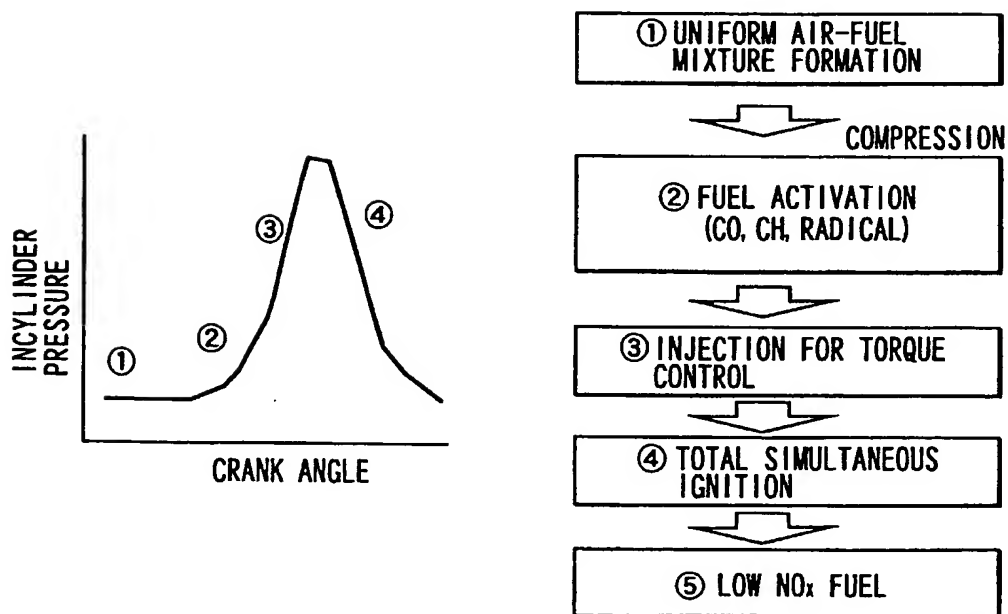 INCYLINDER
PRESSURE
①
②
③
④
CRANK ANGLE
① UNIFORM AIR-FUEL
MIXTURE FORMATION
COMPRESSION
② FUEL ACTIVATION
(CO, CH, RADICAL)
③ INJECTION FOR TORQUE
CONTROL
④ TOTAL SIMULTANEOUS
IGNITION
⑤ LOW NOx FUEL